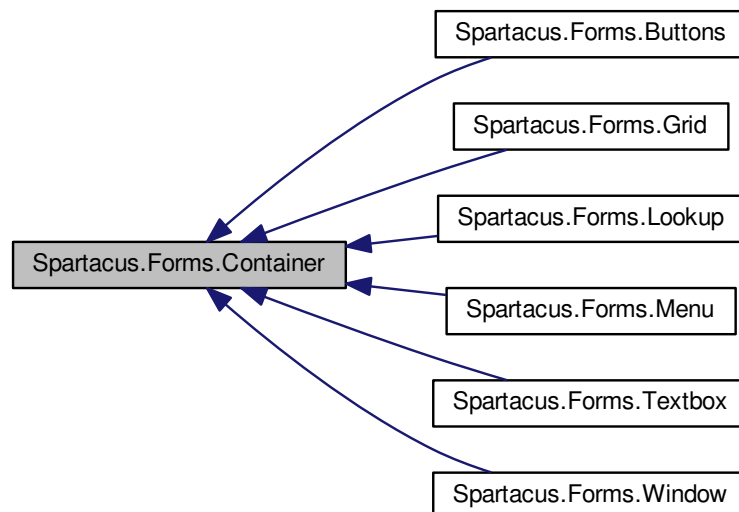 Spartacus.Forms.Buttons
Spartacus.Forms.Grid
Spartacus.Forms.Lookup
Spartacus.Forms.Container
Spartacus.Forms.Menu
Spartacus.Forms.Textbox
Spartacus.Forms.Window